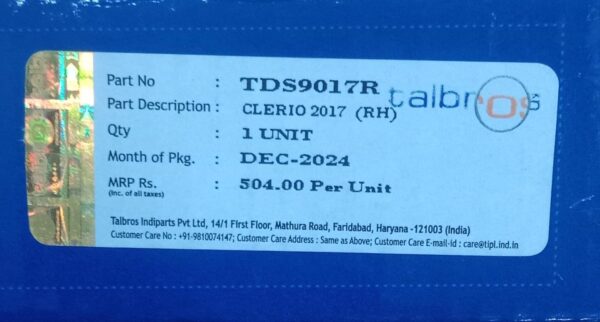 Part No : TDS9017R
talbros
Part Description : CLERIO 2017 (RH)
Qty : 1 UNIT
Month of Pkg. : DEC-2024
MRP Rs. : 504.00 Per Unit
(Inc. of all taxes)
Talbros Indiparts Pvt Ltd, 14/1 First Floor, Mathura Road, Faridabad, Haryana -121003 (India)
Customer Care No : +91-9810074147; Customer Care Address : Same as Above; Customer Care E-mail-id : care@tipl.ind.in